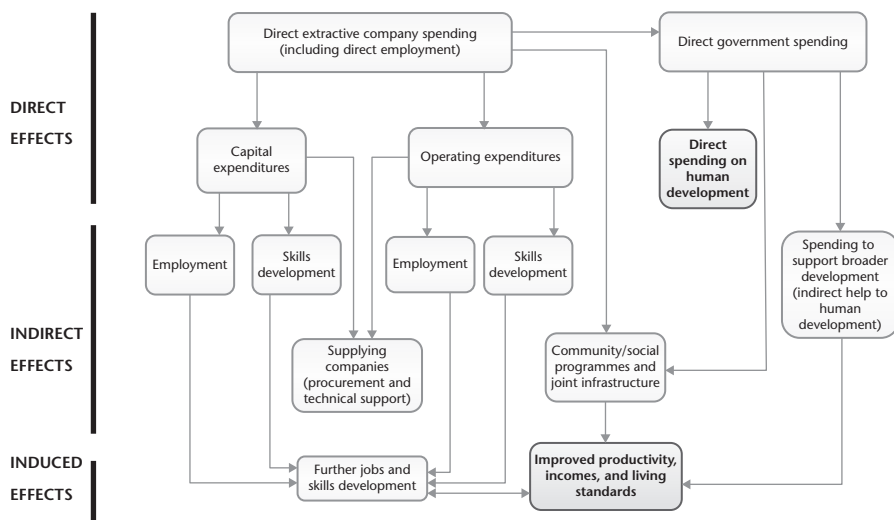 Direct extractive company spending
(including direct employment)
Direct government spending
DIRECT
EFFECTS
Capital
expenditures
Operating expenditures
Direct
spending on
human
development
Employment
Skills
development
Employment
Skills
development
Spending to
support broader
development
(indirect help to
human
development)
INDIRECT
EFFECTS
Supplying
companies
(procurement and
technical support)
Community/social
programmes and
joint infrastructure
INDUCED
EFFECTS
Further jobs and
skills development
Improved productivity,
incomes, and living
standards